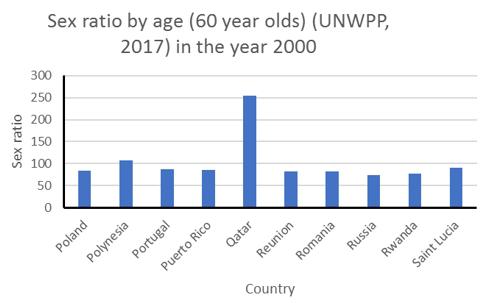 Sex ratio by age (60 year olds) (UNWPP,
2017) in the year 2000
300
250
200
150
100
50
0
Sex ratio
Poland
Polynesia
Portugal
Puerto Rico
Qatar
Reunion
Romania
Russia
Rwanda
Saint Lucia
Country